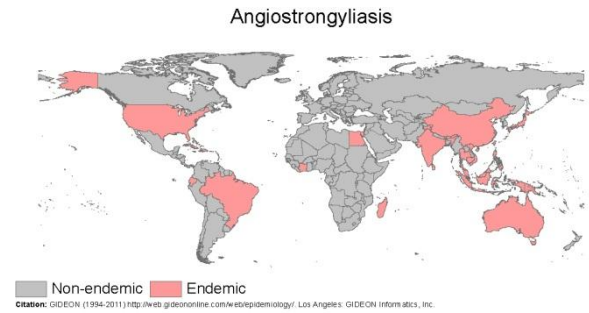 Angiostrongyliasis
Non-endemic Endemic
Citation: GIDEON (1994-2011) http://web.gideononline.com/web/epidemiology/. Los Angeles: GIDEON Informatics, Inc.